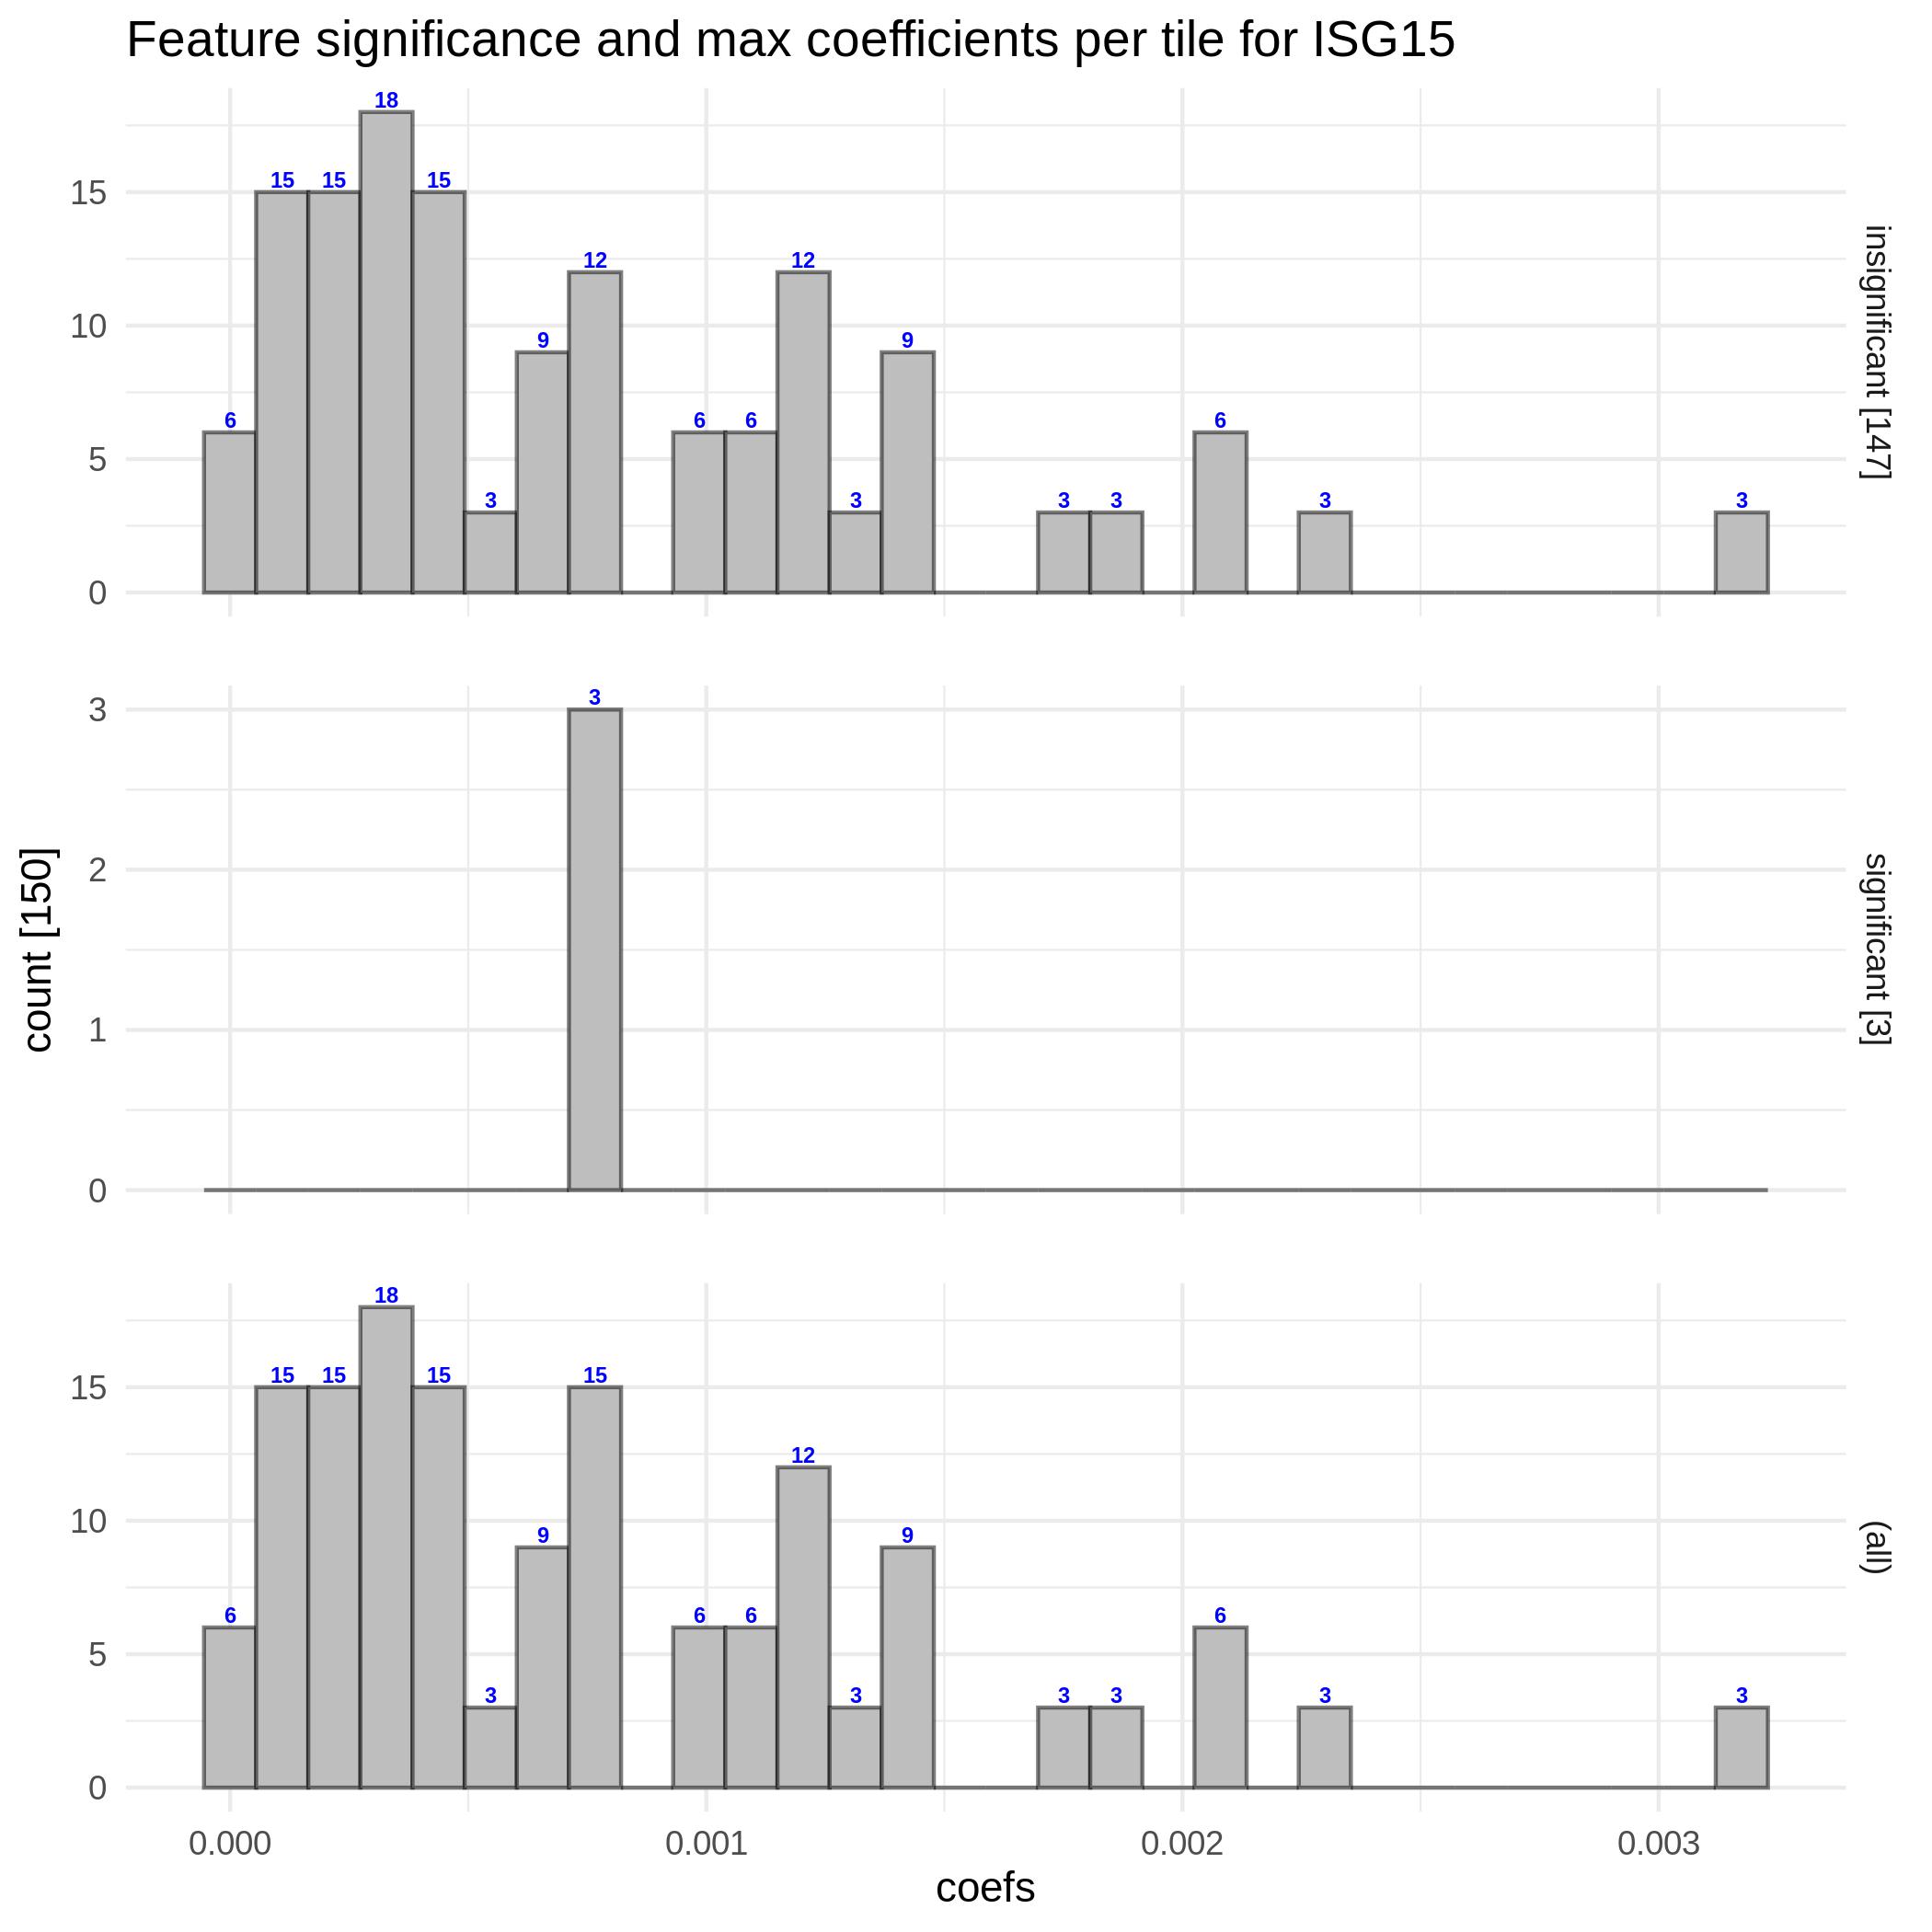 Feature significance and max coefficients per tile for ISG15
18
15 15 15
12 12
9 9
6 6 6 6
3 3 3 3 3 3
15
10
5
0
insignificant [147]
3
3
2
1
0
significant [3]
count [150]
18
15 15 15 15
12
9 9
6 6 6 6
3 3 3 3 3 3
15
10
5
0
(all)
0.000 0.001 0.002 0.003
coefs